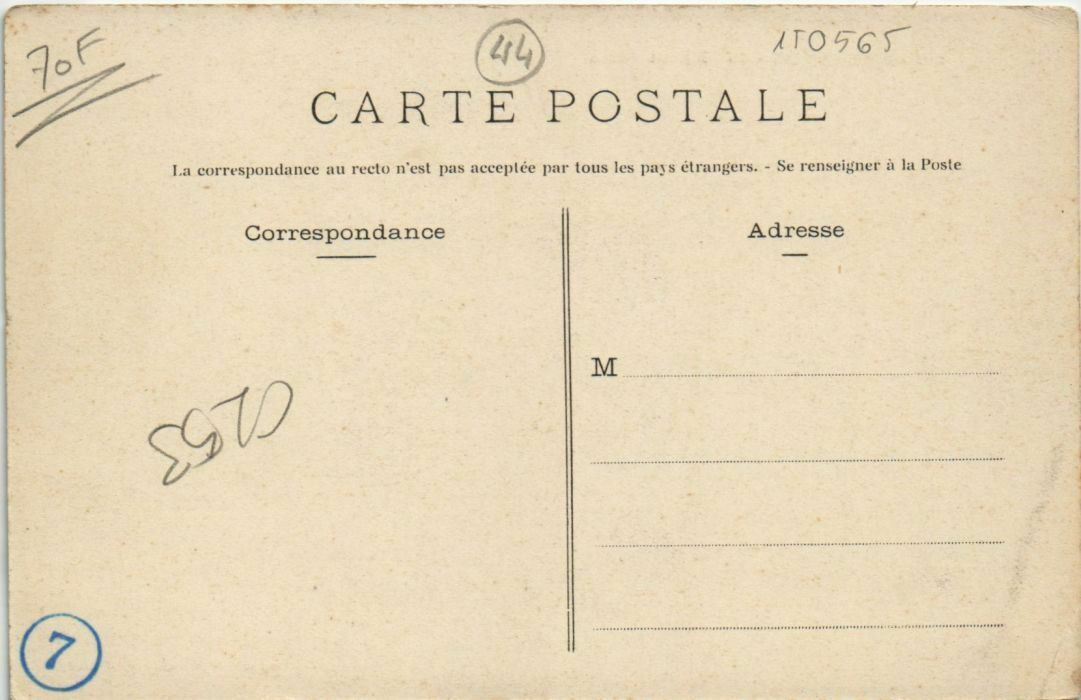 70F
44
150565
CARTE POSTALE
La correspondance au recto n'est pas acceptée par tous les pays étrangers. - Se renseigner à la Poste
Correspondance
Adresse
M
7